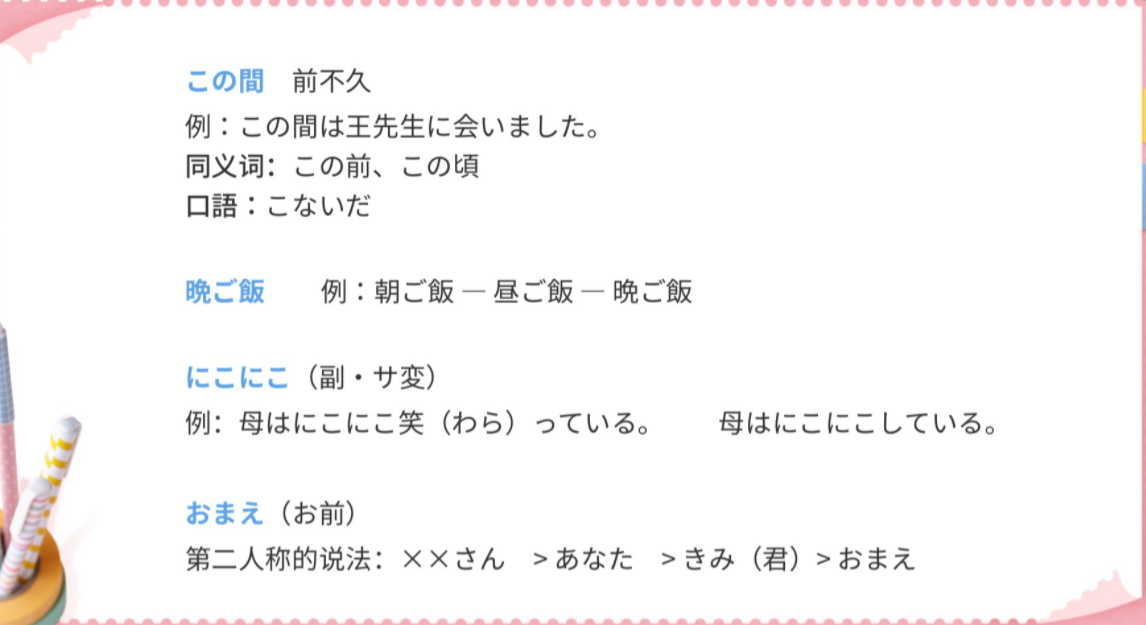 この間　前不久
例：この間は王先生に会いました。
同义词：この前、この頃
口語：こないだ
晩ご飯　　例：朝ご飯 — 昼ご飯 — 晩ご飯
にこにこ（副・サ変）
例：母はにこにこ笑（わら）っている。　　母はにこにこしている。
おまえ（お前）
第二人称的说法：××さん　> あなた　> きみ（君）> おまえ